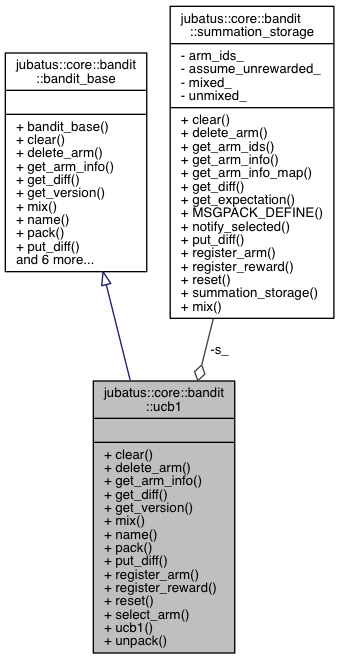 jubatus::core::bandit
::bandit_base
+ bandit_base()
+ clear()
+ delete_arm()
+ get_arm_info()
+ get_diff()
+ get_version()
+ mix()
+ name()
+ pack()
+ put_diff()
and 6 more...
jubatus::core::bandit
::summation_storage
- arm_ids_
- assume_unrewarded_
- mixed_
- unmixed_
+ clear()
+ delete_arm()
+ get_arm_ids()
+ get_arm_info()
+ get_arm_info_map()
+ get_diff()
+ get_expectation()
+ MSGPACK_DEFINE()
+ notify_selected()
+ put_diff()
+ register_arm()
+ register_reward()
+ reset()
+ summation_storage()
+ mix()
-s_
jubatus::core::bandit
::ucb1
+ clear()
+ delete_arm()
+ get_arm_info()
+ get_diff()
+ get_version()
+ mix()
+ name()
+ pack()
+ put_diff()
+ register_arm()
+ register_reward()
+ reset()
+ select_arm()
+ ucb1()
+ unpack()